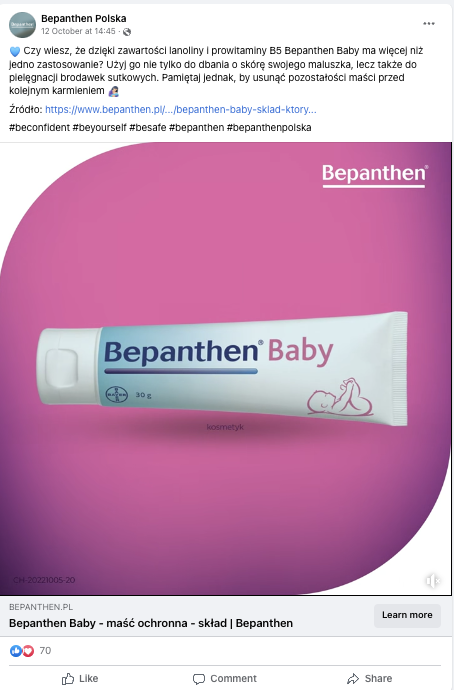 Bepanthen Polska
12 October at 14:45 ·
💙 Czy wiesz, że dzięki zawartości lanoliny i prowitaminy B5 Bepanthen Baby ma więcej niż
jedno zastosowanie? Użyj go nie tylko do dbania o skórę swojego maluszka, lecz także do
pielęgnacji brodawek sutkowych. Pamiętaj jednak, by usunąć pozostałości maści przed
kolejnym karmieniem 🤱
Źródło: https://www.bepanthen.pl/.../bepanthen-baby-sklad-ktory...
#beconfident #beyourself #besafe #bepanthen #bepanthenpolska
Bepanthen®
Bepanthen® Baby
BAYER 30 g
kosmetyk
CH-20221005-20
BEPANTHEN.PL
Bepanthen Baby - maść ochronna - skład | Bepanthen
Learn more
70
Like Comment Share